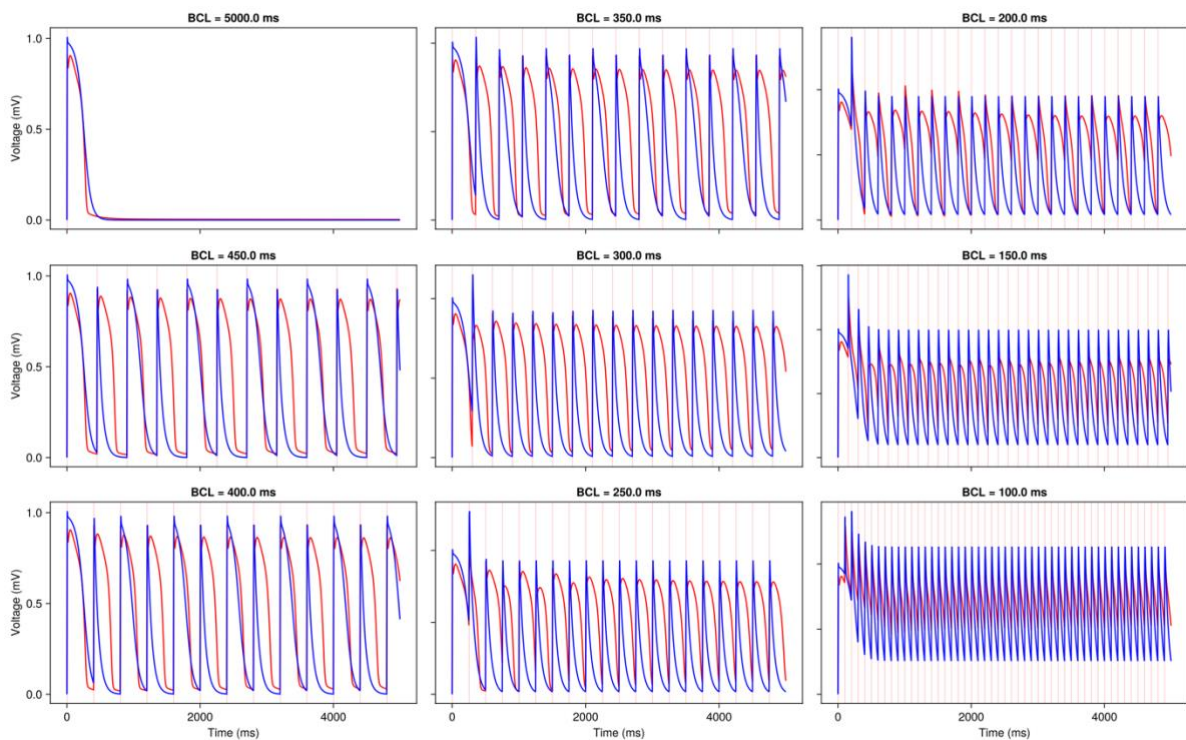 BCL = 5000.0 ms
BCL = 350.0 ms
BCL = 200.0 ms
Voltage (mV)
1.0
0.5
0.0
BCL = 450.0 ms
BCL = 300.0 ms
BCL = 150.0 ms
Voltage (mV)
1.0
0.5
0.0
BCL = 400.0 ms
BCL = 250.0 ms
BCL = 100.0 ms
Voltage (mV)
1.0
0.5
0.0
0 2000 4000
0 2000 4000
0 2000 4000
Time (ms)
Time (ms)
Time (ms)